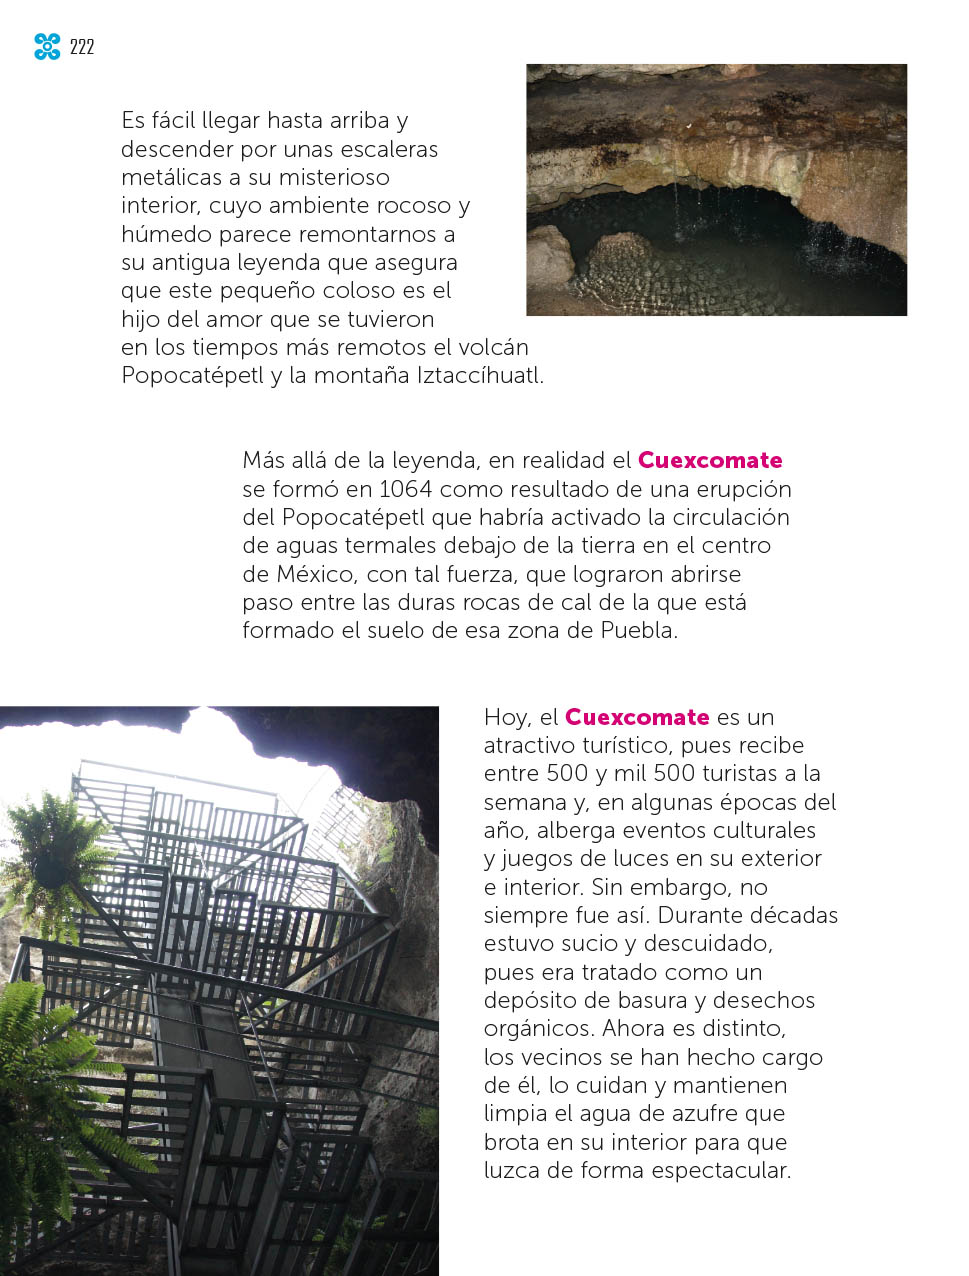 222
Es fácil llegar hasta arriba y
descender por unas escaleras
metálicas a su misterioso
interior, cuyo ambiente rocoso y
húmedo parece remontarnos a
su antigua leyenda que asegura
que este pequeño coloso es el
hijo del amor que se tuvieron
en los tiempos más remotos el volcán
Popocatépetl y la montaña Iztaccíhuatl.
Más allá de la leyenda, en realidad el Cuexcomate
se formó en 1064 como resultado de una erupción
del Popocatépetl que habría activado la circulación
de aguas termales debajo de la tierra en el centro
de México, con tal fuerza, que lograron abrirse
paso entre las duras rocas de cal de la que está
formado el suelo de esa zona de Puebla.
Hoy, el Cuexcomate es un
atractivo turístico, pues recibe
entre 500 y mil 500 turistas a la
semana y, en algunas épocas del
año, alberga eventos culturales
y juegos de luces en su exterior
e interior. Sin embargo, no
siempre fue así. Durante décadas
estuvo sucio y descuidado,
pues era tratado como un
depósito de basura y desechos
orgánicos. Ahora es distinto,
los vecinos se han hecho cargo
de él, lo cuidan y mantienen
limpia el agua de azufre que
brota en su interior para que
luzca de forma espectacular.